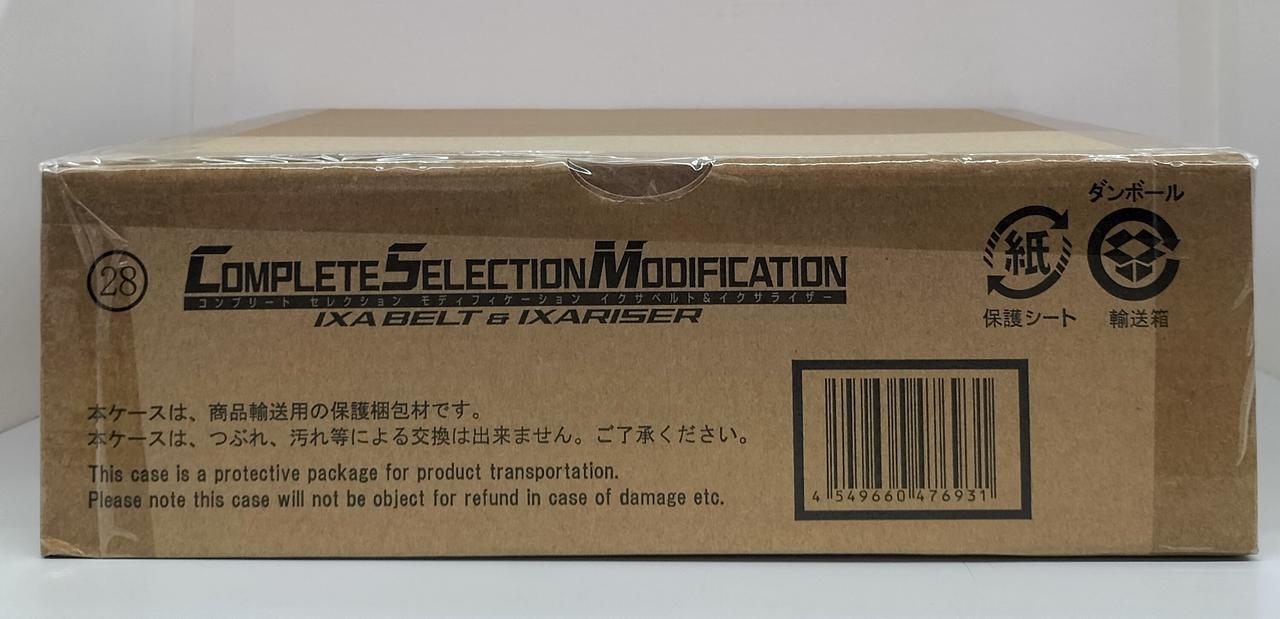 28
COMPLETE SELECTION MODIFICATION
コンプリート セレクション モディフィケーション イクサベルト&イクサライザー
IXA BELT & IXARISER
ダンボール
紙
保護シート
輸送箱
本ケースは、商品輸送用の保護梱包材です。
本ケースは、つぶれ、汚れ等による交換は出来ません。ご了承ください。
This case is a protective package for product transportation.
Please note this case will not be object for refund in case of damage etc.
4 549660 476931